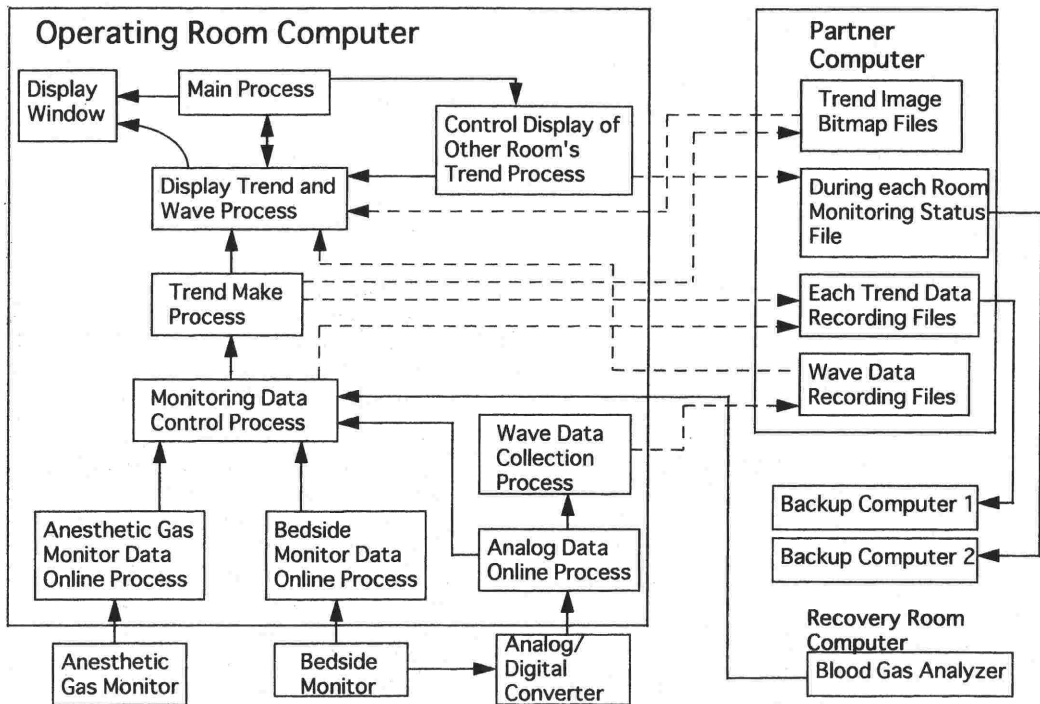 Operating Room Computer
Display
Window
Main Process
Control Display of
Other Room's
Trend Process
Display Trend and
Wave Process
Trend Make
Process
Monitoring Data
Control Process
Wave Data
Collection
Process
Anesthetic Gas
Monitor Data
Online Process
Bedside
Monitor Data
Online Process
Analog Data
Online Process
Anesthetic
Gas Monitor
Bedside
Monitor
Analog/
Digital
Converter
Partner
Computer
Trend Image
Bitmap Files
During each Room
Monitoring Status
File
Each Trend Data
Recording Files
Wave Data
Recording Files
Backup Computer 1
Backup Computer 2
Recovery Room
Computer
Blood Gas Analyzer